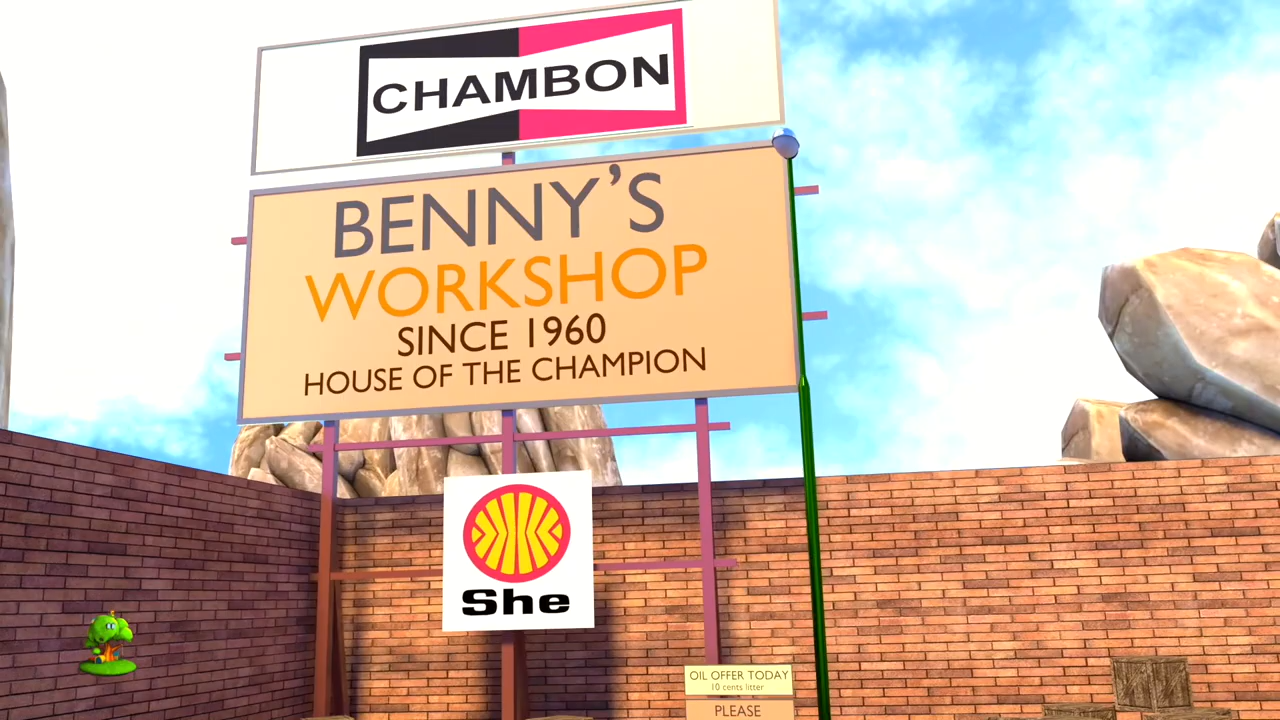 CHAMBON
BENNY'S
WORKSHOP
SINCE 1960
HOUSE OF THE CHAMPION
She
OIL OFFER TODAY
10 cents litter
PLEASE